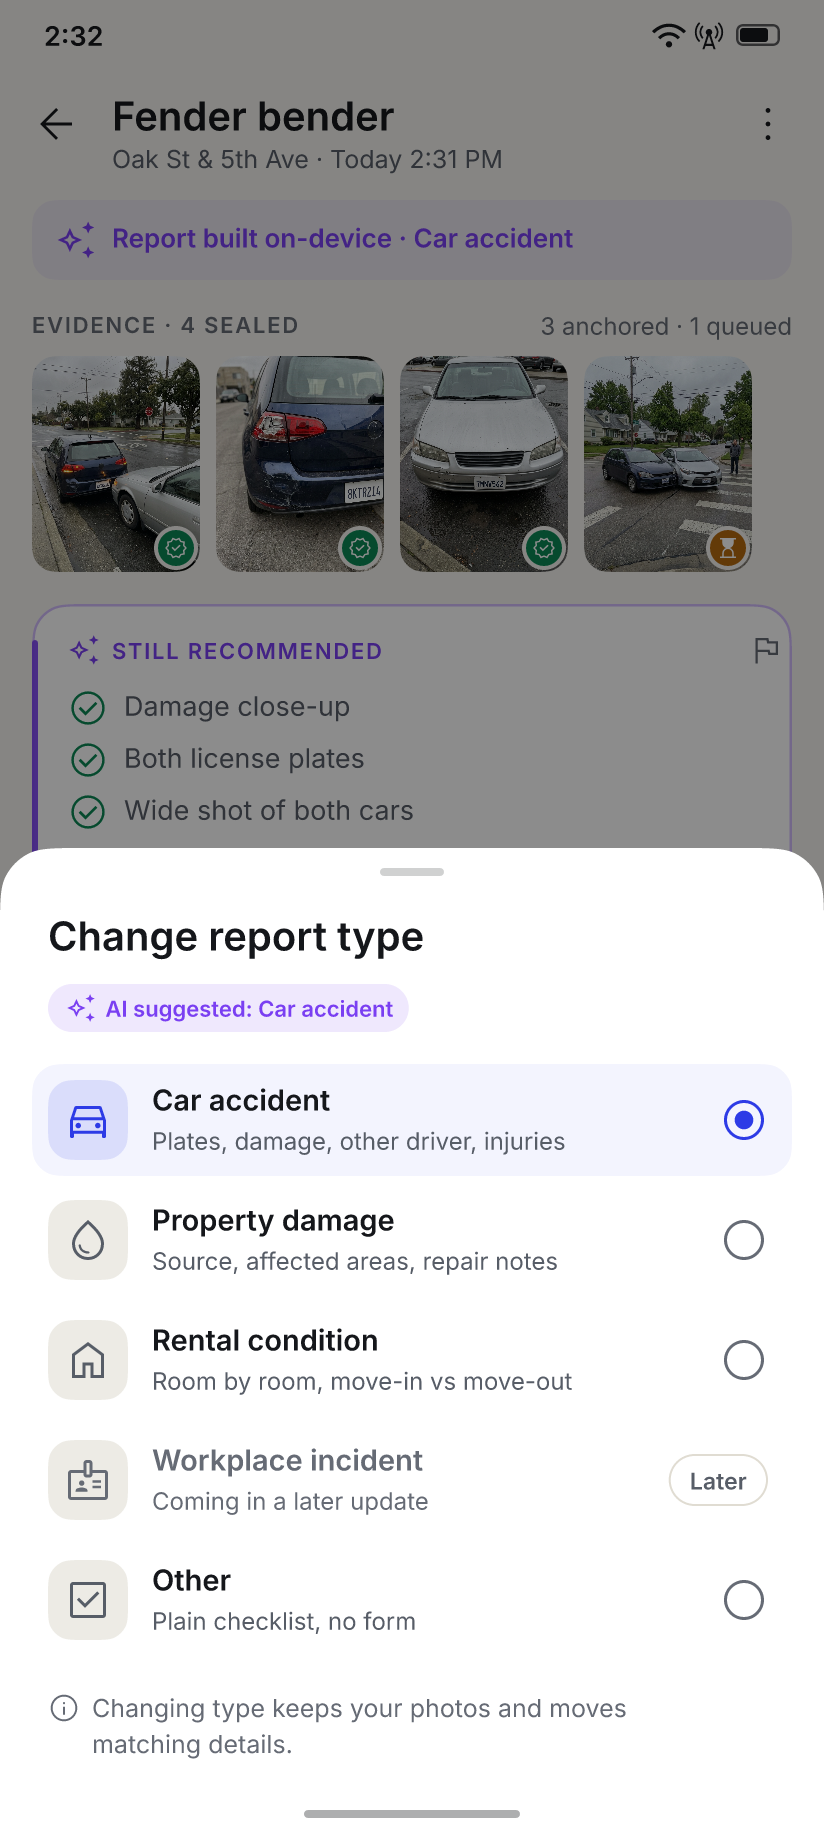 2:32
Fender bender
Oak St & 5th Ave · Today 2:31 PM
Report built on-device · Car accident
EVIDENCE · 4 SEALED
3 anchored · 1 queued
8KTR214
7MNV562
STILL RECOMMENDED
Damage close-up
Both license plates
Wide shot of both cars
Change report type
AI suggested: Car accident
Car accident
Plates, damage, other driver, injuries
Property damage
Source, affected areas, repair notes
Rental condition
Room by room, move-in vs move-out
Workplace incident
Coming in a later update
Later
Other
Plain checklist, no form
Changing type keeps your photos and moves
matching details.